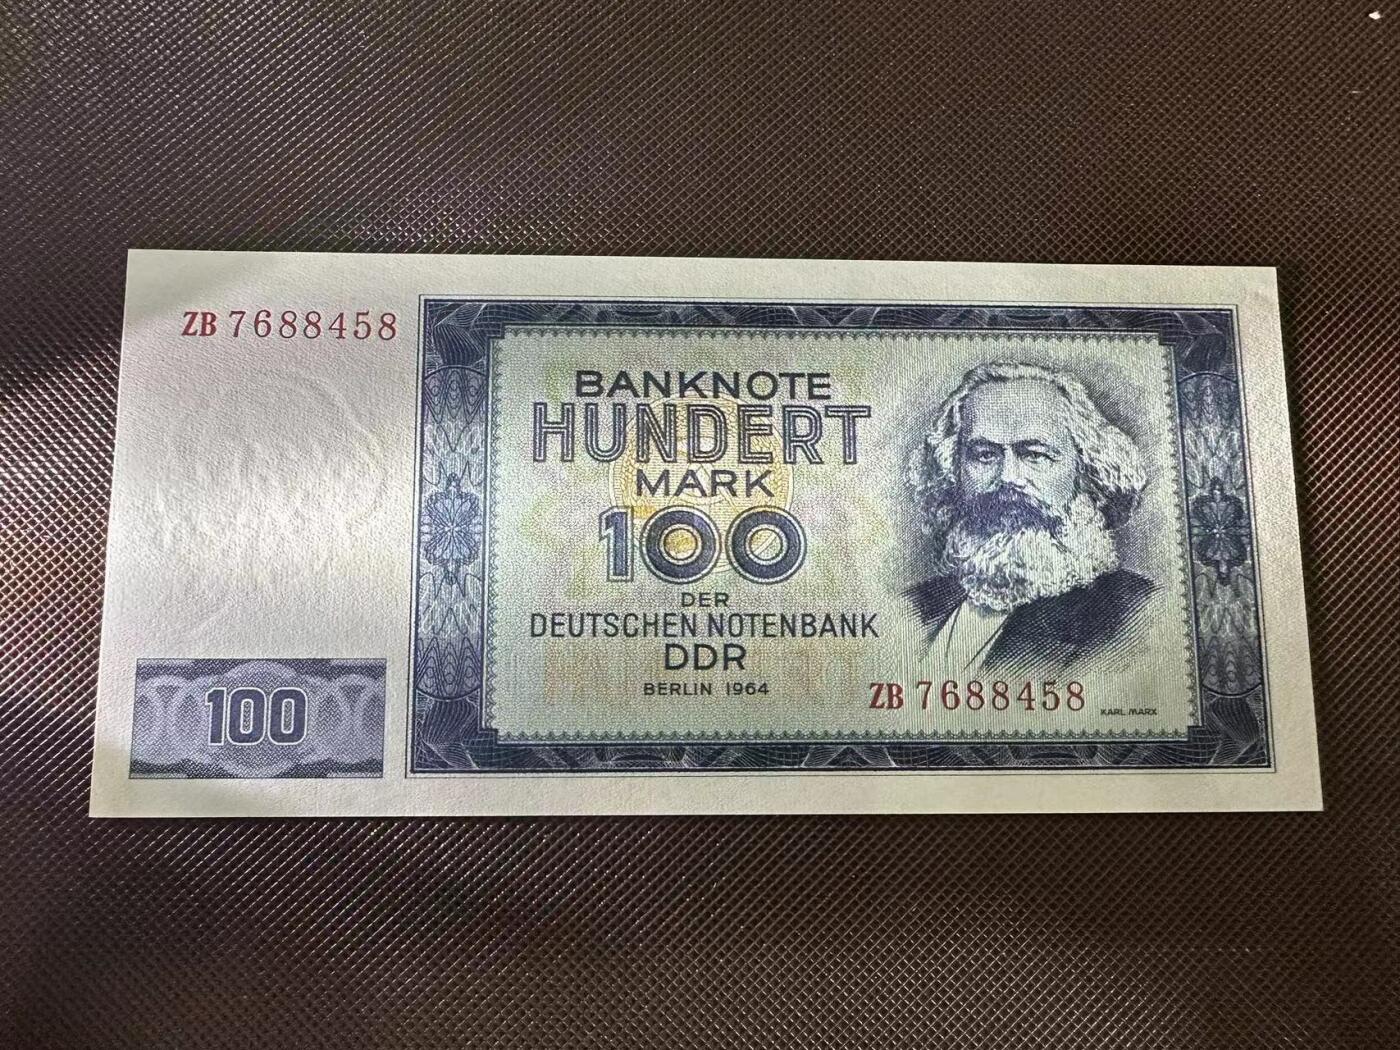 ZB 7688458
BANKNOTE
HUNDERT
MARK
100
DER
DEUTSCHEN NOTENBANK
DDR
BERLIN 1964
ZB 7688458
KARL MARX
100